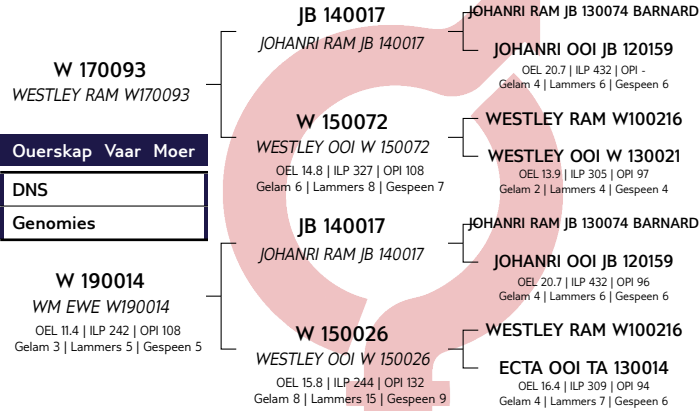 W 170093
WESTLEY RAM W170093
Ouerskap Vaar Moer
DNS
Genomies
W 190014
WM EWE W190014
OEL 11.4 | ILP 242 | OPI 108
Gelam 3 | Lammers 5 | Gespeen 5
JB 140017
JOHANRI RAM JB 140017
W 150072
WESTLEY OOI W 150072
OEL 14.8 | ILP 327 | OPI 108
Gelam 6 | Lammers 8 | Gespeen 7
JB 140017
JOHANRI RAM JB 140017
W 150026
WESTLEY OOI W 150026
OEL 15.8 | ILP 244 | OPI 132
Gelam 8 | Lammers 15 | Gespeen 9
JOHANRI RAM JB 130074 BARNARD
JOHANRI OOI JB 120159
OEL 20.7 | ILP 432 | OPI -
Gelam 4 | Lammers 6 | Gespeen 6
WESTLEY RAM W100216
WESTLEY OOI W 130021
OEL 13.9 | ILP 305 | OPI 97
Gelam 2 | Lammers 4 | Gespeen 4
JOHANRI RAM JB 130074 BARNARD
JOHANRI OOI JB 120159
OEL 20.7 | ILP 432 | OPI 96
Gelam 4 | Lammers 6 | Gespeen 6
WESTLEY RAM W100216
ECTA OOI TA 130014
OEL 16.4 | ILP 309 | OPI 94
Gelam 4 | Lammers 7 | Gespeen 6